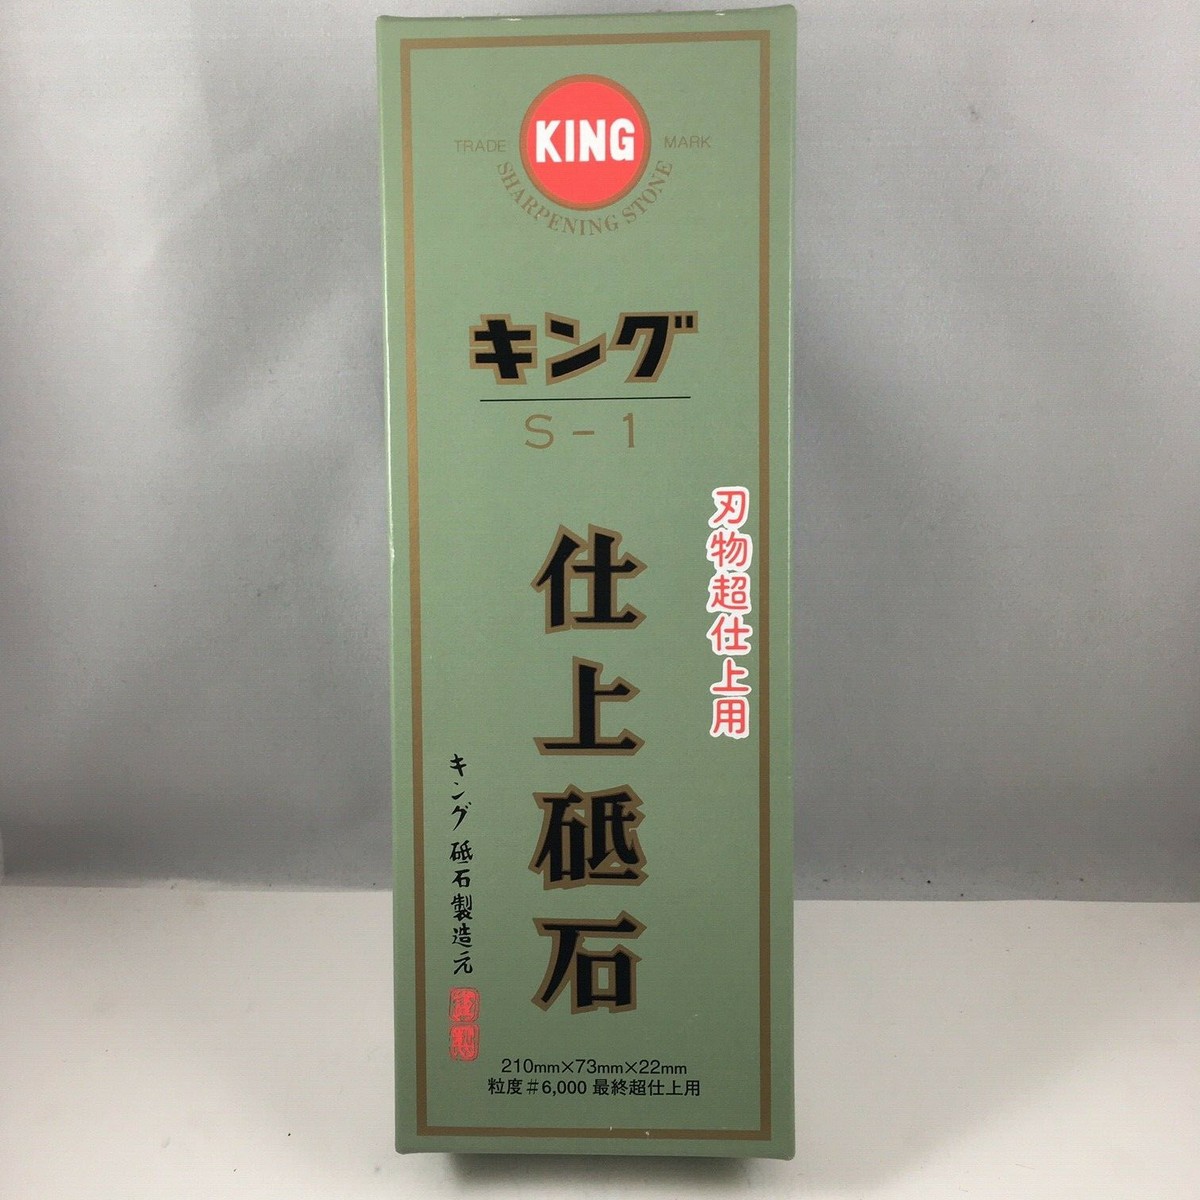 TRADE KING MARK
SHARPENING STONE
キング
S-1
刃物超仕上用
仕上砥石
キング砥石製造元
210mm×73mm×22mm
粒度#6,000 最終超仕上用